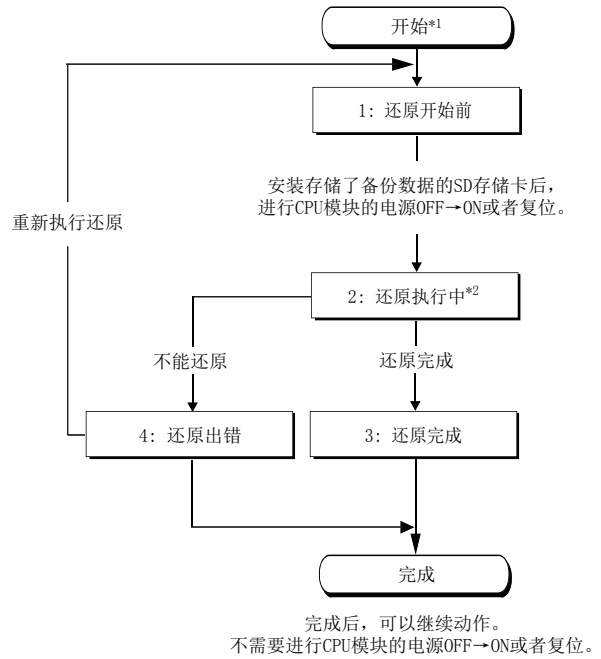 开始*1
1: 还原开始前
安装存储了备份数据的SD存储卡后，
进行CPU模块的电源OFF→ON或者复位。
重新执行还原
2: 还原执行中*2
不能还原
还原完成
4: 还原出错
3: 还原完成
完成
完成后，可以继续动作。
不需要进行CPU模块的电源OFF→ON或者复位。